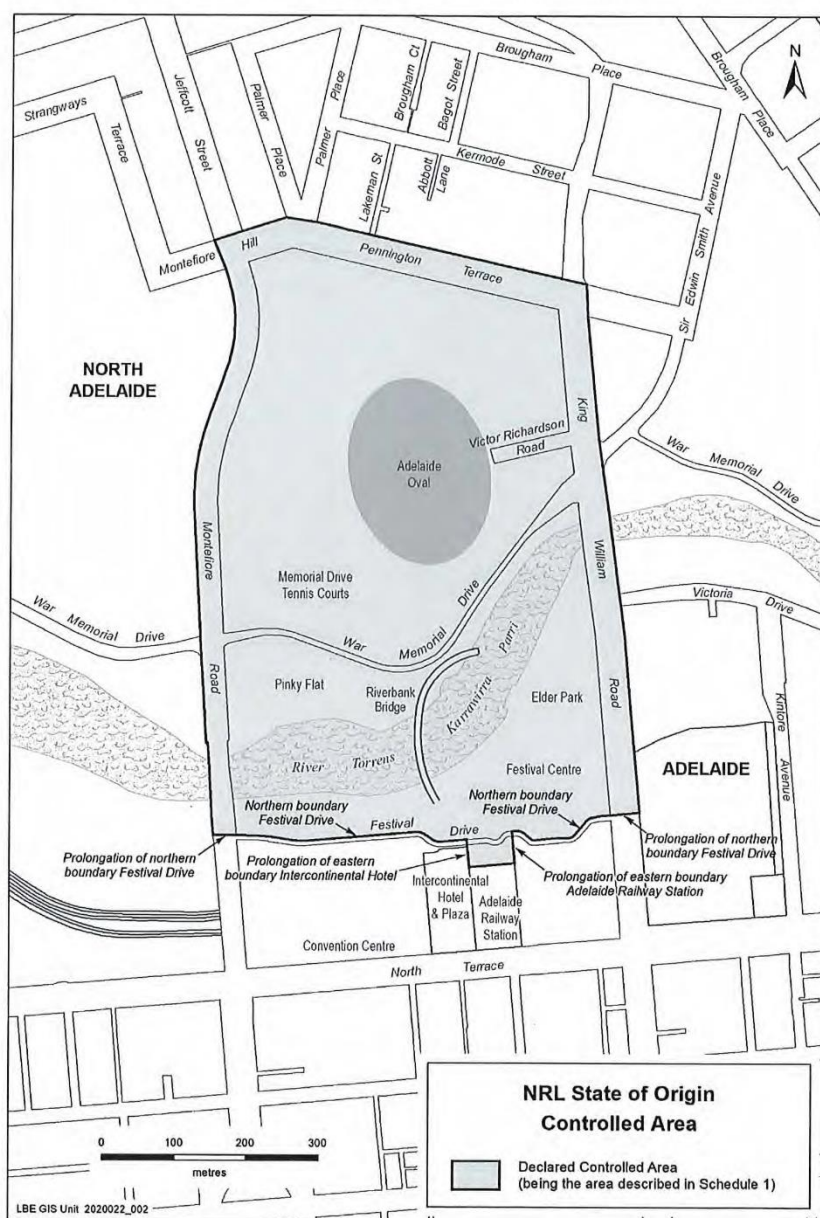 N
Brougham
Place
Brougham
Place
Brougham Ct
Bagot Street
Jeffcott
Street
Palmer
Place
Palmer
Place
Strangways
Terrace
Kermode
Street
Lakeman St
Abbott
Lane
Sir Edwin Smith Avenue
Montefiore
Hill
Pennington
Terrace
NORTH
ADELAIDE
King
William
Road
Victor Richardson
Road
War Memorial Drive
Adelaide
Oval
Montefiore
Road
Memorial Drive
Tennis Courts
War Memorial Drive
War Memorial Drive
Victoria Drive
Kintore
Avenue
Pinky Flat
Riverbank
Bridge
Karrawirra Parri
Elder Park
River Torrens
Festival Centre
ADELAIDE
Northern boundary
Festival Drive
Northern boundary
Festival Drive
Festival Drive
Prolongation of northern
boundary Festival Drive
Prolongation of eastern
boundary Intercontinental Hotel
Prolongation of northern
boundary Festival Drive
Prolongation of eastern boundary
Adelaide Railway Station
Intercontinental
Hotel
& Plaza
Adelaide
Railway
Station
Convention Centre
North Terrace
NRL State of Origin
Controlled Area
Declared Controlled Area
(being the area described in Schedule 1)
0 100 200 300
metres
LBE GIS Unit 2020022_002